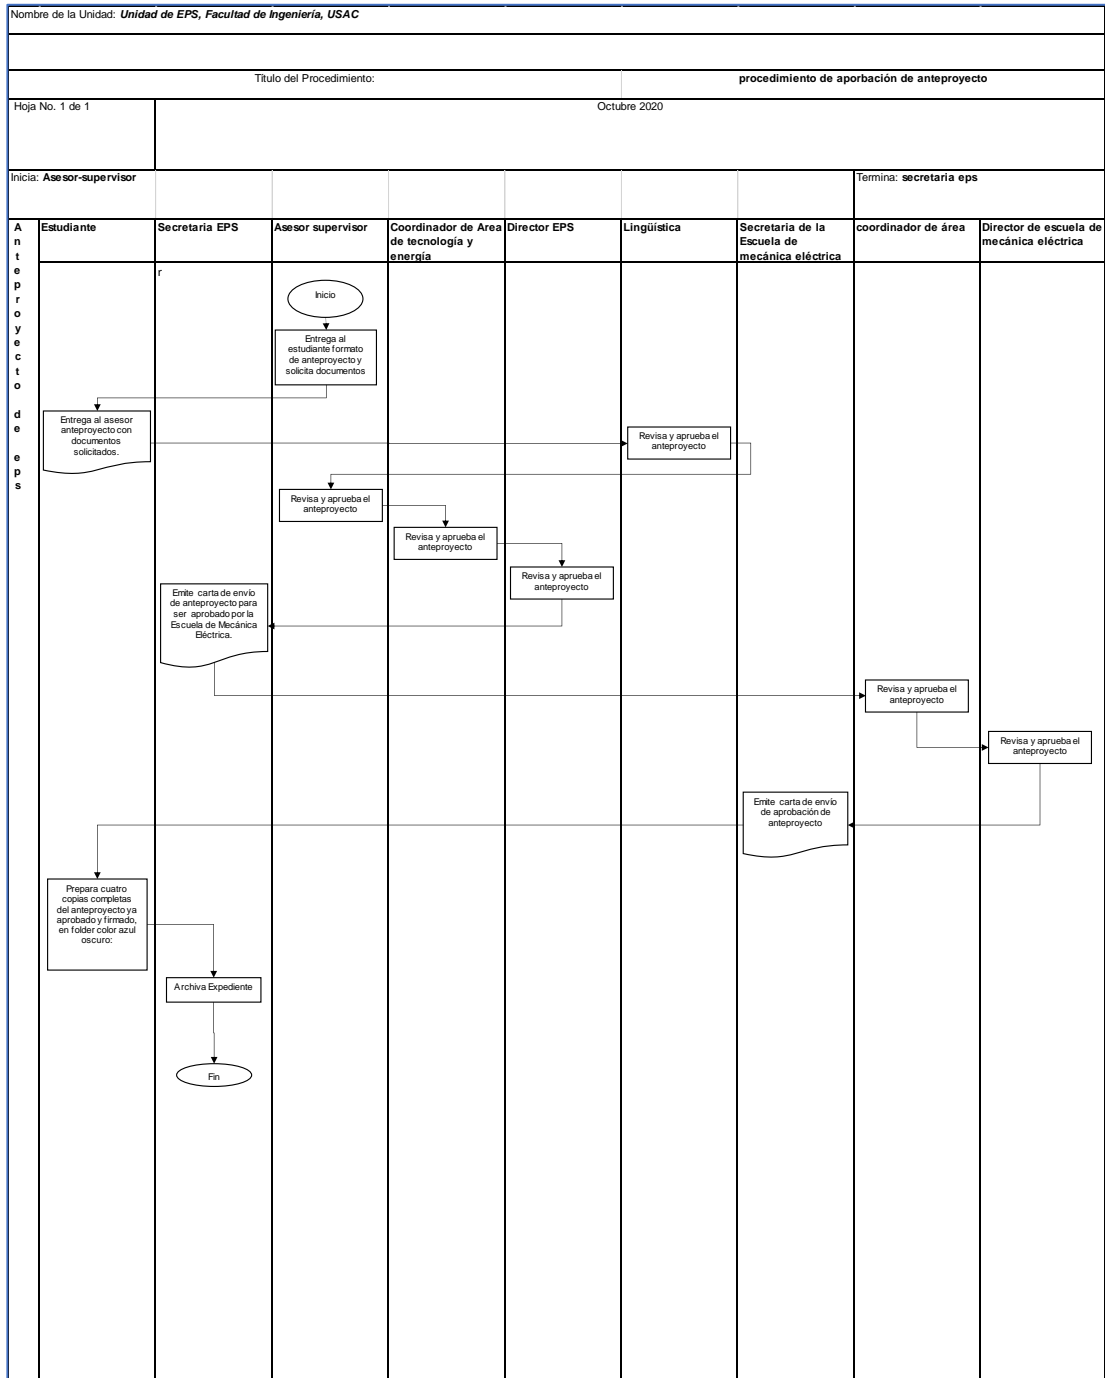 Nombre de la Unidad: Unidad de EPS, Facultad de Ingeniería, USAC
Título del Procedimiento:
procedimiento de aporbación de anteproyecto
Hoja No. 1 de 1
Octubre 2020
Inicia: Asesor-supervisor
Termina: secretaria eps
Anteproyecto de eps
Estudiante
Secretaria EPS
Asesor supervisor
Coordinador de Area
de tecnología y
energía
Director EPS
Lingüística
Secretaria de la
Escuela de
mecánica eléctrica
coordinador de área
Director de escuela de
mecánica eléctrica
r
Inicio
Entrega al
estudiante formato
de anteproyecto y
solicita documentos
Entrega al asesor
anteproyecto con
documentos
solicitados.
Revisa y aprueba el
anteproyecto
Revisa y aprueba el
anteproyecto
Revisa y aprueba el
anteproyecto
Revisa y aprueba el
anteproyecto
Emite carta de envío
de anteproyecto para
ser aprobado por la
Escuela de Mecánica
Eléctrica.
Revisa y aprueba el
anteproyecto
Revisa y aprueba el
anteproyecto
Emite carta de envío
de aprobación de
anteproyecto
Prepara cuatro
copias completas
del anteproyecto ya
aprobado y firmado,
en folder color azul
oscuro:
Archiva Expediente
Fin